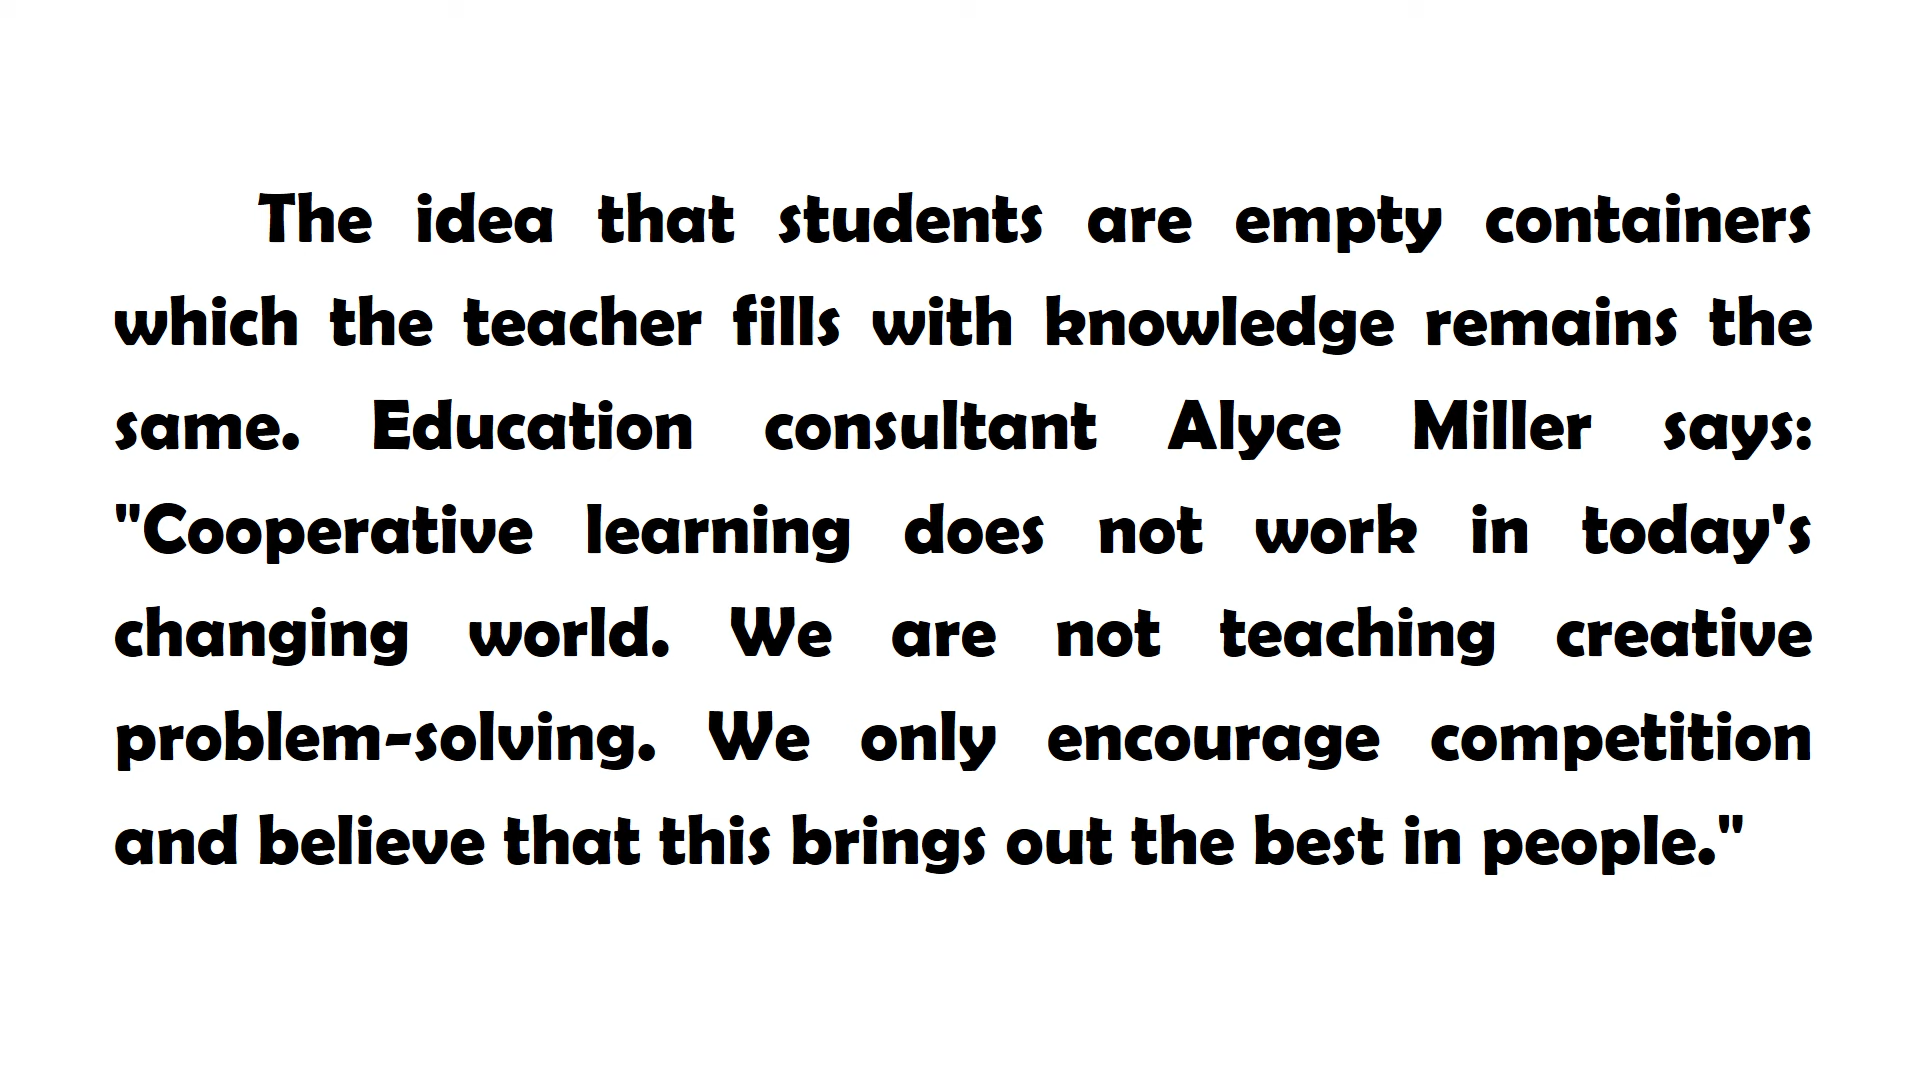 The idea that students are empty containers
which the teacher fills with knowledge remains the
same. Education consultant Alyce Miller says:
"Cooperative learning does not work in today's
changing world. We are not teaching creative
problem-solving. We only encourage competition
and believe that this brings out the best in people."